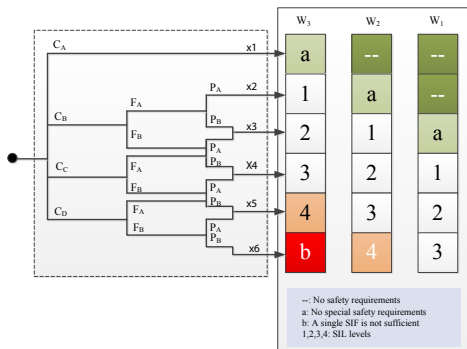 W3 W2 W1
CA x1 a -- --
PA x2 1 a --
CB FA
PB x3 2 1 a
FB PA
CC FA PB X4 3 2 1
FB PA
CD FA PB x5 4 3 2
FB PA
PB x6 b 4 3
--: No safety requirements
a: No special safety requirements
b: A single SIF is not sufficient
1,2,3,4: SIL levels